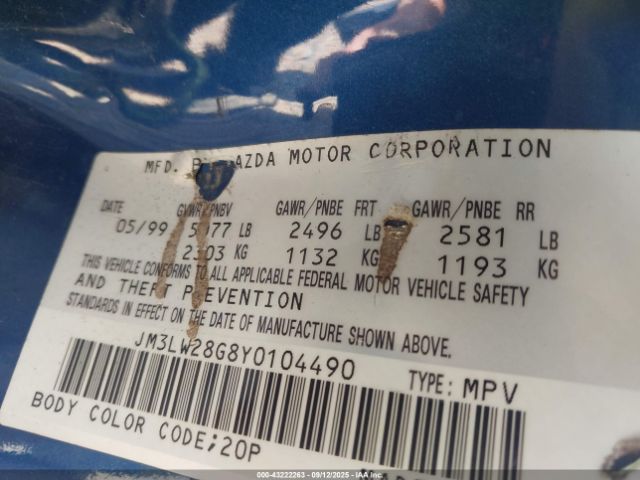 MFD. BY MAZDA MOTOR CORPORATION
DATE GVWR/PNBV GAWR/PNBE FRT GAWR/PNBE RR
05/99 LB 2496 LB 2581 LB
2303 KG 1132 KG 1193 KG
THIS VEHICLE CONFORMS TO ALL APPLICABLE FEDERAL MOTOR VEHICLE SAFETY
AND THEFT PREVENTION
STANDARDS IN EFFECT ON THE DATE OF MANUFACTURE SHOWN ABOVE.
JM3LW28G8Y0104490
TYPE: MPV
BODY COLOR CODE;20P
000-43222263 - 09/12/2025 - IAAI.COM